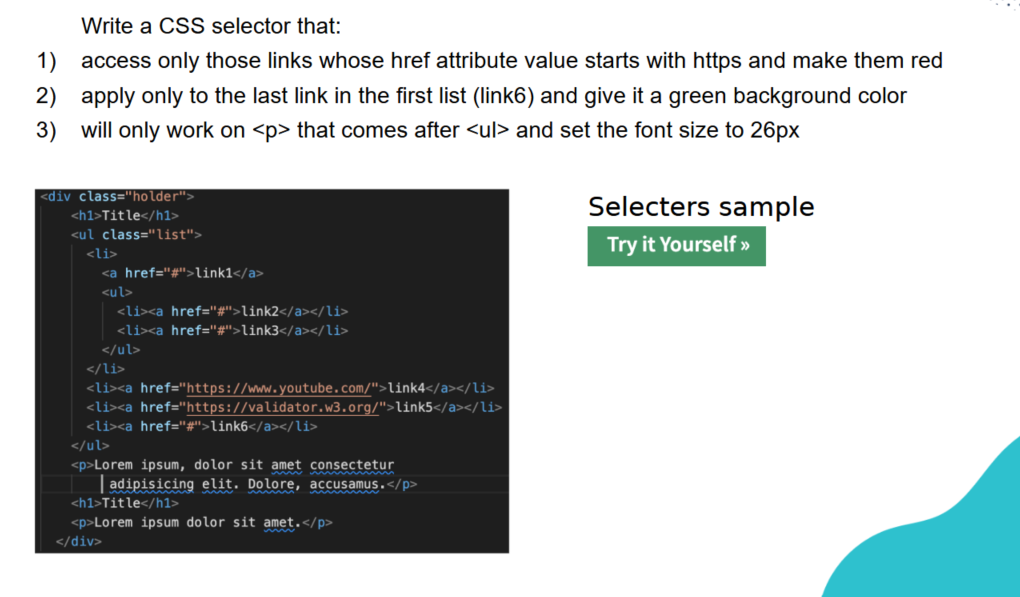 Write a CSS selector that:
1) access only those links whose href attribute value starts with https and make them red
2) apply only to the last link in the first list (link6) and give it a green background color
3) will only work on <p> that comes after <ul> and set the font size to 26px
<div class="holder">
<h1>Title</h1>
<ul class="list">
<li>
<a href="#">link1</a>
<ul>
<li><a href="#">link2</a></li>
<li><a href="#">link3</a></li>
</ul>
</li>
<li><a href="https://www.youtube.com/">link4</a></li>
<li><a href="https://validator.w3.org/">link5</a></li>
<li><a href="#">link6</a></li>
</ul>
<p>Lorem ipsum, dolor sit amet consectetur
adipisicing elit. Dolore, accusamus.</p>
<h1>Title</h1>
<p>Lorem ipsum dolor sit amet.</p>
</div>
Selecters sample
Try it Yourself »